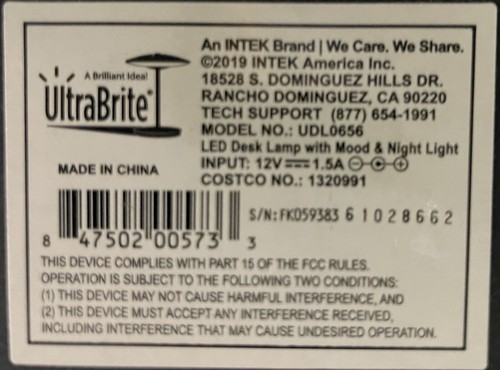 An INTEK Brand | We Care. We Share.
©2019 INTEK America Inc.
18528 S. DOMINGUEZ HILLS DR.
RANCHO DOMINGUEZ, CA 90220
TECH SUPPORT (877) 654-1991
MODEL NO.: UDL0656
LED Desk Lamp with Mood & Night Light
INPUT: 12V⎓1.5A
COSTCO NO.: 1320991
A Brilliant Idea!
UltraBrite®
MADE IN CHINA
S/N: FK059383 61028662
8 47502 00573 3
THIS DEVICE COMPLIES WITH PART 15 OF THE FCC RULES.
OPERATION IS SUBJECT TO THE FOLLOWING TWO CONDITIONS:
(1) THIS DEVICE MAY NOT CAUSE HARMFUL INTERFERENCE, AND
(2) THIS DEVICE MUST ACCEPT ANY INTERFERENCE RECEIVED,
INCLUDING INTERFERENCE THAT MAY CAUSE UNDESIRED OPERATION.